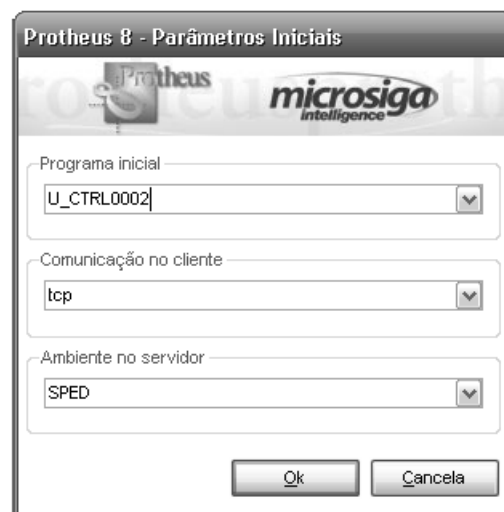 Protheus 8 - Parâmetros Iniciais
Protheus
microsiga
intelligence
Programa inicial
U_CTRL0002
Comunicação no cliente
tcp
Ambiente no servidor
SPED
Ok
Cancela